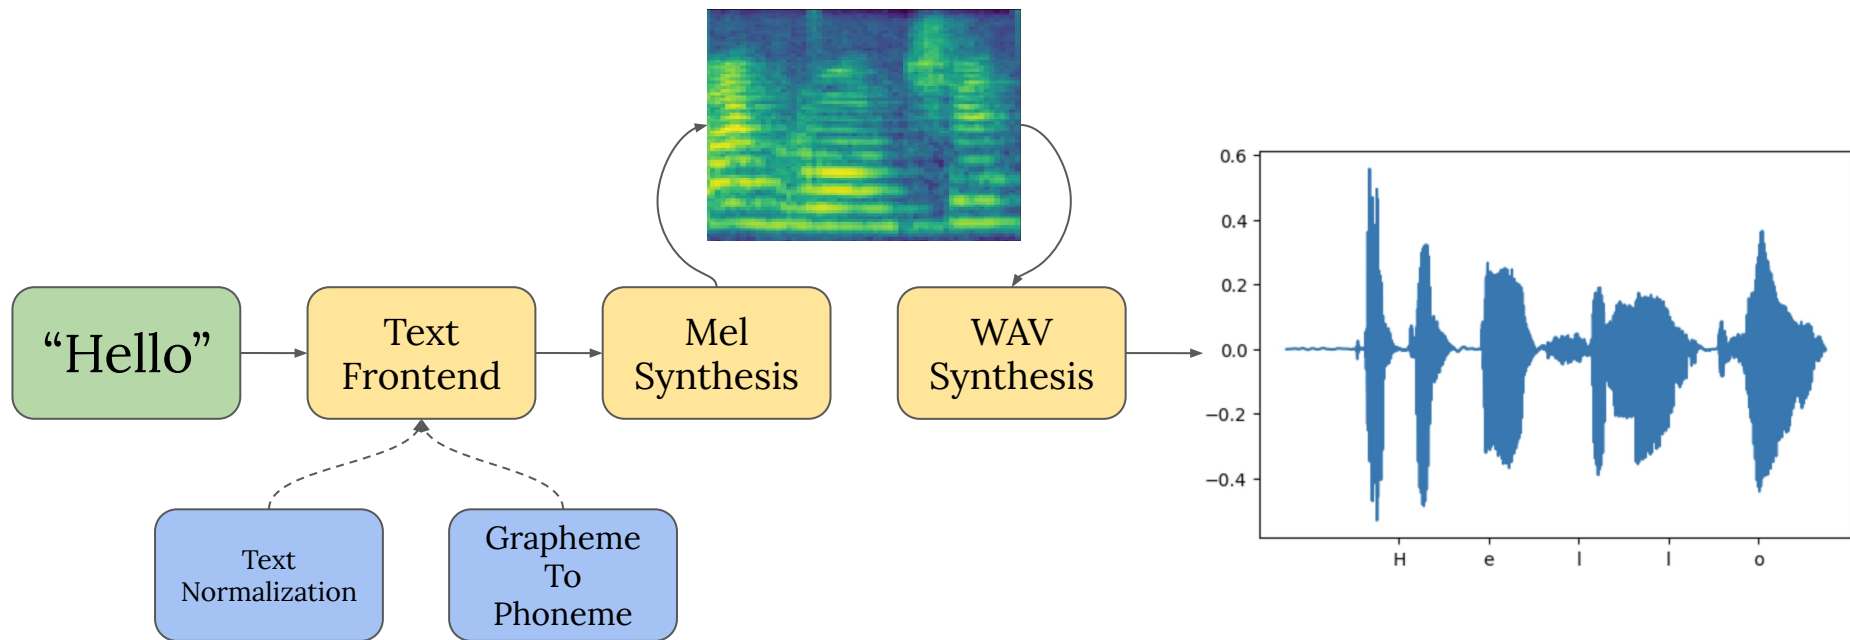 “Hello”
Text
Frontend
Mel
Synthesis
WAV
Synthesis
Text
Normalization
Grapheme
To
Phoneme
0.6
0.4
0.2
0.0
−0.2
−0.4
H e l l o